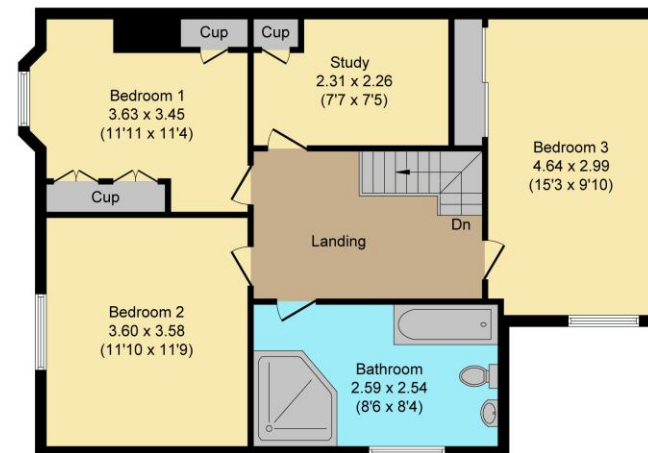 Cup
Cup
Study
2.31 x 2.26
(7'7 x 7'5)
Bedroom 1
3.63 x 3.45
(11'11 x 11'4)
Cup
Bedroom 3
4.64 x 2.99
(15'3 x 9'10)
Dn
Landing
Bedroom 2
3.60 x 3.58
(11'10 x 11'9)
Bathroom
2.59 x 2.54
(8'6 x 8'4)